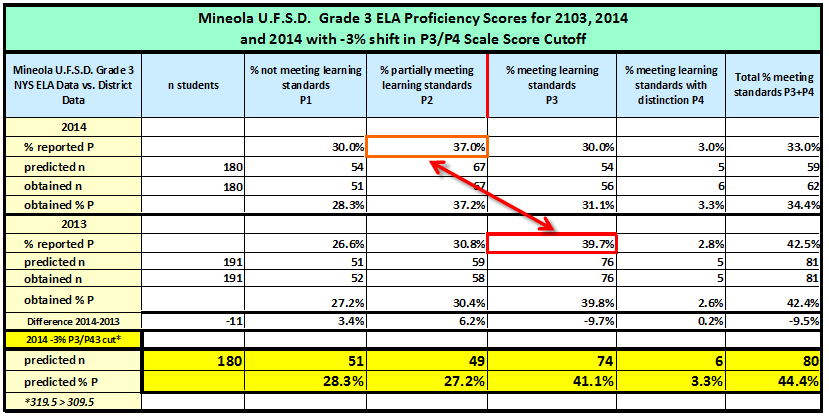 Mineola U.F.S.D.  Grade 3 ELA Proficiency Scores for 2103, 2014
and 2014 with -3% shift in P3/P4 Scale Score Cutoff
Mineola U.F.S.D. Grade 3 NYS ELA Data vs. District Data | n students | % not meeting learning standards P1 | % partially meeting learning standards P2 | % meeting learning standards P3 | % meeting learning standards with distinction P4 | Total % meeting standards P3+P4
2014
% reported P | 30.0% | 37.0% | 30.0% | 3.0% | 33.0%
predicted n | 180 | 54 | 67 | 54 | 5 | 59
obtained n | 180 | 51 | 67 | 56 | 6 | 62
obtained % P | 28.3% | 37.2% | 31.1% | 3.3% | 34.4%
2013
% reported P | 26.6% | 30.8% | 39.7% | 2.8% | 42.5%
predicted n | 191 | 51 | 59 | 76 | 5 | 81
obtained n | 191 | 52 | 58 | 76 | 5 | 81
obtained % P | 27.2% | 30.4% | 39.8% | 2.6% | 42.4%
Difference 2014-2013 | -11 | 3.4% | 6.2% | -9.7% | 0.2% | -9.5%
2014 -3% P3/P43 cut*
predicted n | 180 | 51 | 49 | 74 | 6 | 80
predicted % P | 28.3% | 27.2% | 41.1% | 3.3% | 44.4%
*319.5 > 309.5